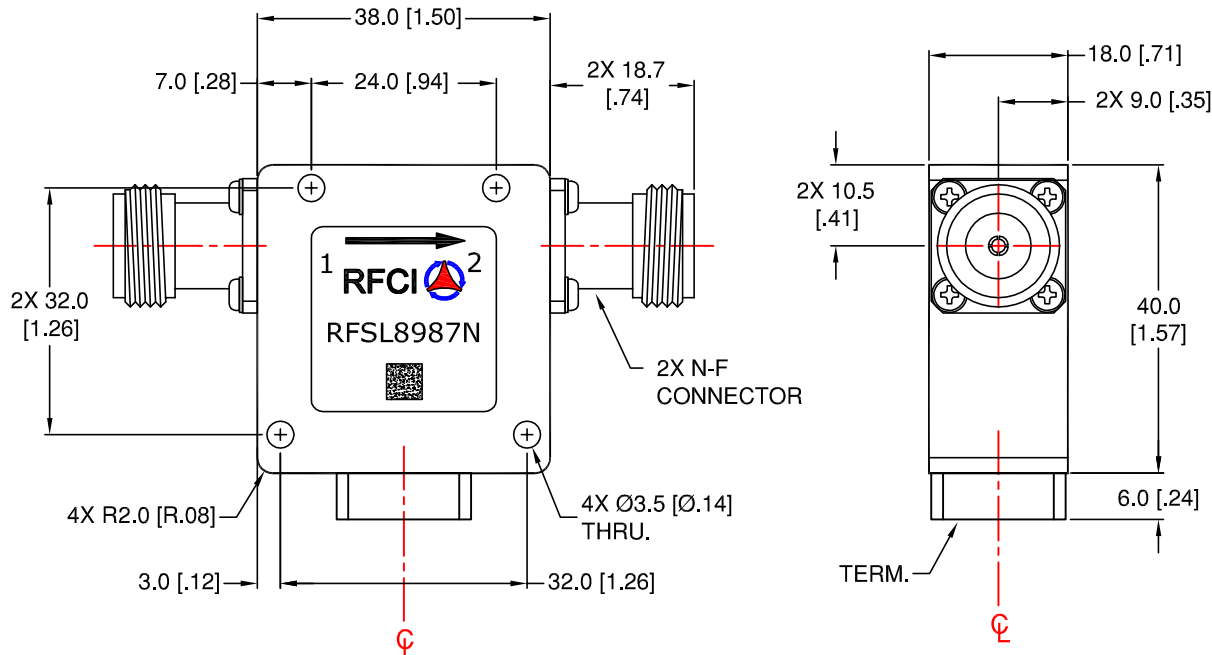 38.0 [1.50]
7.0 [.28]
24.0 [.94]
2X 18.7
[.74]
18.0 [.71]
2X 9.0 [.35]
2X 10.5
[.41]
1
2
RFCI
RFSL8987N
2X 32.0
[1.26]
2X N-F
CONNECTOR
40.0
[1.57]
4X R2.0 [R.08]
4X Ø3.5 [Ø.14]
THRU.
6.0 [.24]
3.0 [.12]
32.0 [1.26]
TERM.
℄
℄